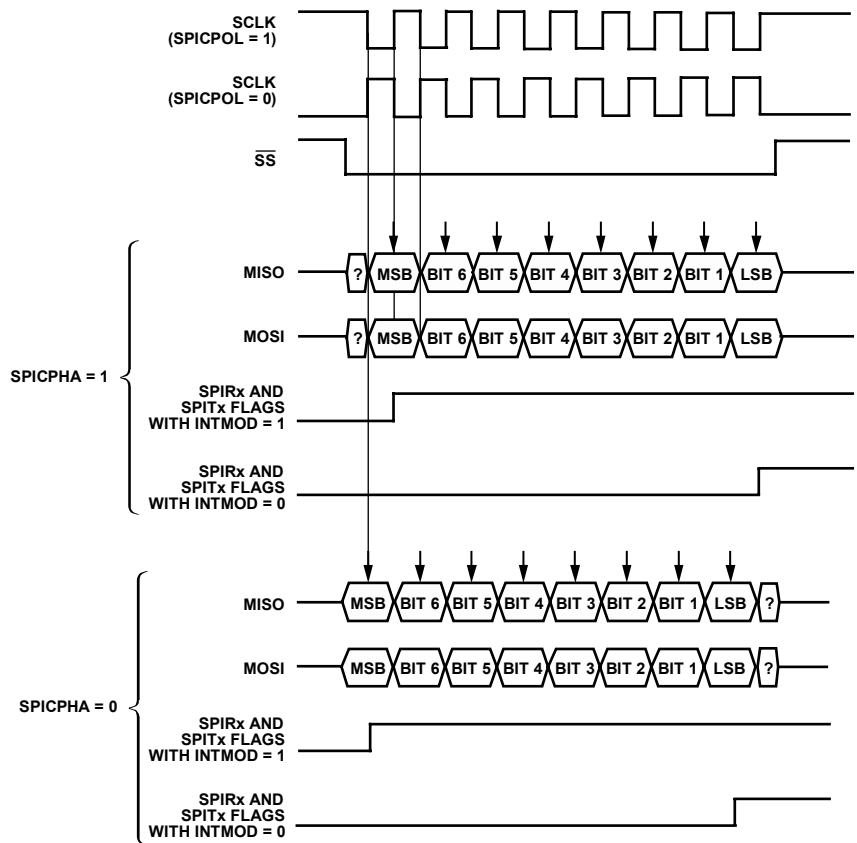 SCLK
(SPICPOL = 1)
SCLK
(SPICPOL = 0)
SS
MISO
? MSB BIT 6 BIT 5 BIT 4 BIT 3 BIT 2 BIT 1 LSB
MOSI
? MSB BIT 6 BIT 5 BIT 4 BIT 3 BIT 2 BIT 1 LSB
SPICPHA = 1
SPIRx AND
SPITx FLAGS
WITH INTMOD = 1
SPIRx AND
SPITx FLAGS
WITH INTMOD = 0
MISO
MSB BIT 6 BIT 5 BIT 4 BIT 3 BIT 2 BIT 1 LSB ?
MOSI
MSB BIT 6 BIT 5 BIT 4 BIT 3 BIT 2 BIT 1 LSB ?
SPICPHA = 0
SPIRx AND
SPITx FLAGS
WITH INTMOD = 1
SPIRx AND
SPITx FLAGS
WITH INTMOD = 0